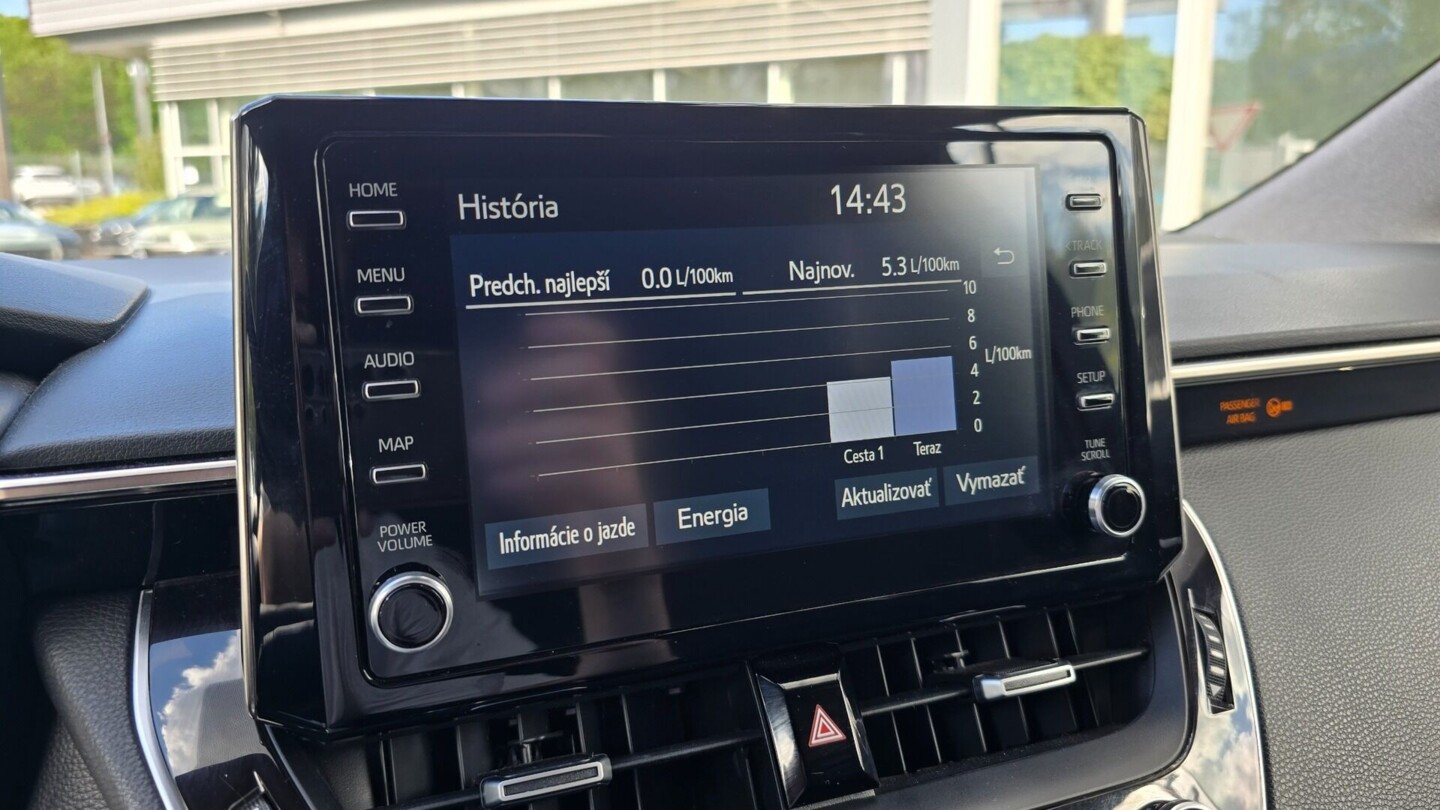 HOME
MENU
AUDIO
MAP
POWER
VOLUME
História
14:43
Predch. najlepší 0.0 L/100km
Najnov. 5.3 L/100km
10
8
6
4
2
0
L/100km
Cesta 1
Teraz
Informácie o jazde
Energia
Aktualizovať
Vymazať
TRACK
PHONE
SETUP
TUNE
SCROLL
PASSENGER
AIR BAG